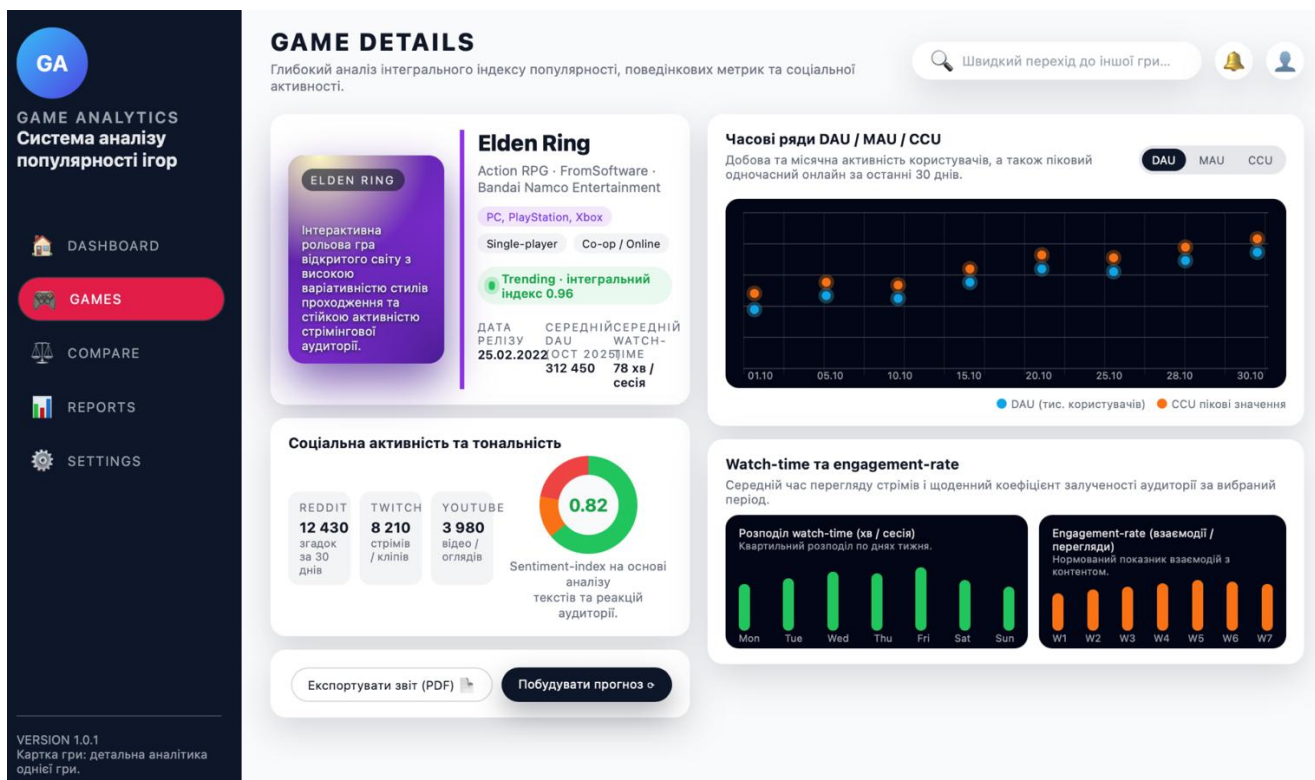 GA
GAME ANALYTICS
Система аналізу
популярності ігор
DASHBOARD
GAMES
COMPARE
REPORTS
SETTINGS
VERSION 1.0.1
Картка гри: детальна аналітика
однієї гри.
GAME DETAILS
Глибокий аналіз інтегрального індексу популярності, поведінкових метрик та соціальної
активності.
Швидкий перехід до іншої гри...
ELDEN RING
Інтерактивна
рольова гра
відкритого світу з
високою
варіативністю стилів
проходження та
стійкою активністю
стрімінгової
аудиторії.
Elden Ring
Action RPG · FromSoftware ·
Bandai Namco Entertainment
PC, PlayStation, Xbox
Single-player
Co-op / Online
Trending · інтегральний
індекс 0.96
ДАТА
РЕЛІЗУ
25.02.2022
СЕРЕДНІЙ
DAU
(OCT 2025)
312 450
СЕРЕДНІЙ
WATCH-
TIME
78 хв /
сесія
Соціальна активність та тональність
REDDIT
12 430
згадок
за 30
днів
TWITCH
8 210
стрімів
/ кліпів
YOUTUBE
3 980
відео /
оглядів
0.82
Sentiment-index на основі
аналізу
текстів та реакцій
аудиторії.
Експортувати звіт (PDF)
Побудувати прогноз
Часові ряди DAU / MAU / CCU
Добова та місячна активність користувачів, а також піковий
одночасний онлайн за останні 30 днів.
DAU MAU CCU
01.10 05.10 10.10 15.10 20.10 25.10 28.10 30.10
DAU (тис. користувачів) CCU пікові значення
Watch-time та engagement-rate
Середній час перегляду стрімів і щоденний коефіцієнт залученості аудиторії за вибраний
період.
Розподіл watch-time (хв / сесія)
Квартильний розподіл по днях тижня.
Mon Tue Wed Thu Fri Sat Sun
Engagement-rate (взаємодії /
перегляди)
Нормований показник взаємодій з
контентом.
W1 W2 W3 W4 W5 W6 W7